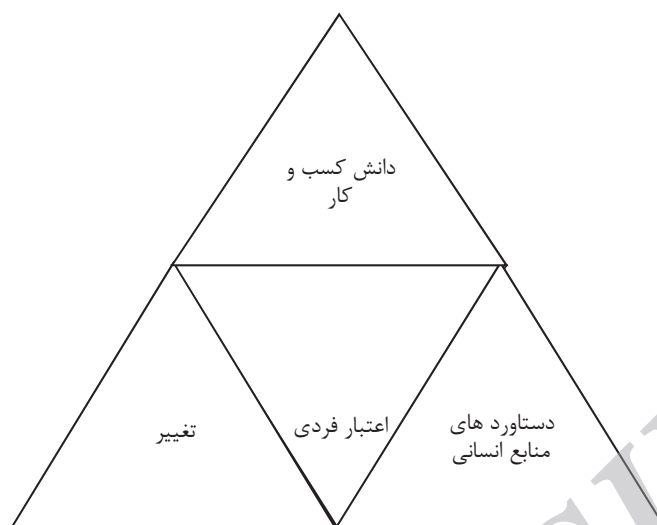 دانش کسب و
کار
دستاورد های
منابع انسانی
اعتبار فردی
تغییر